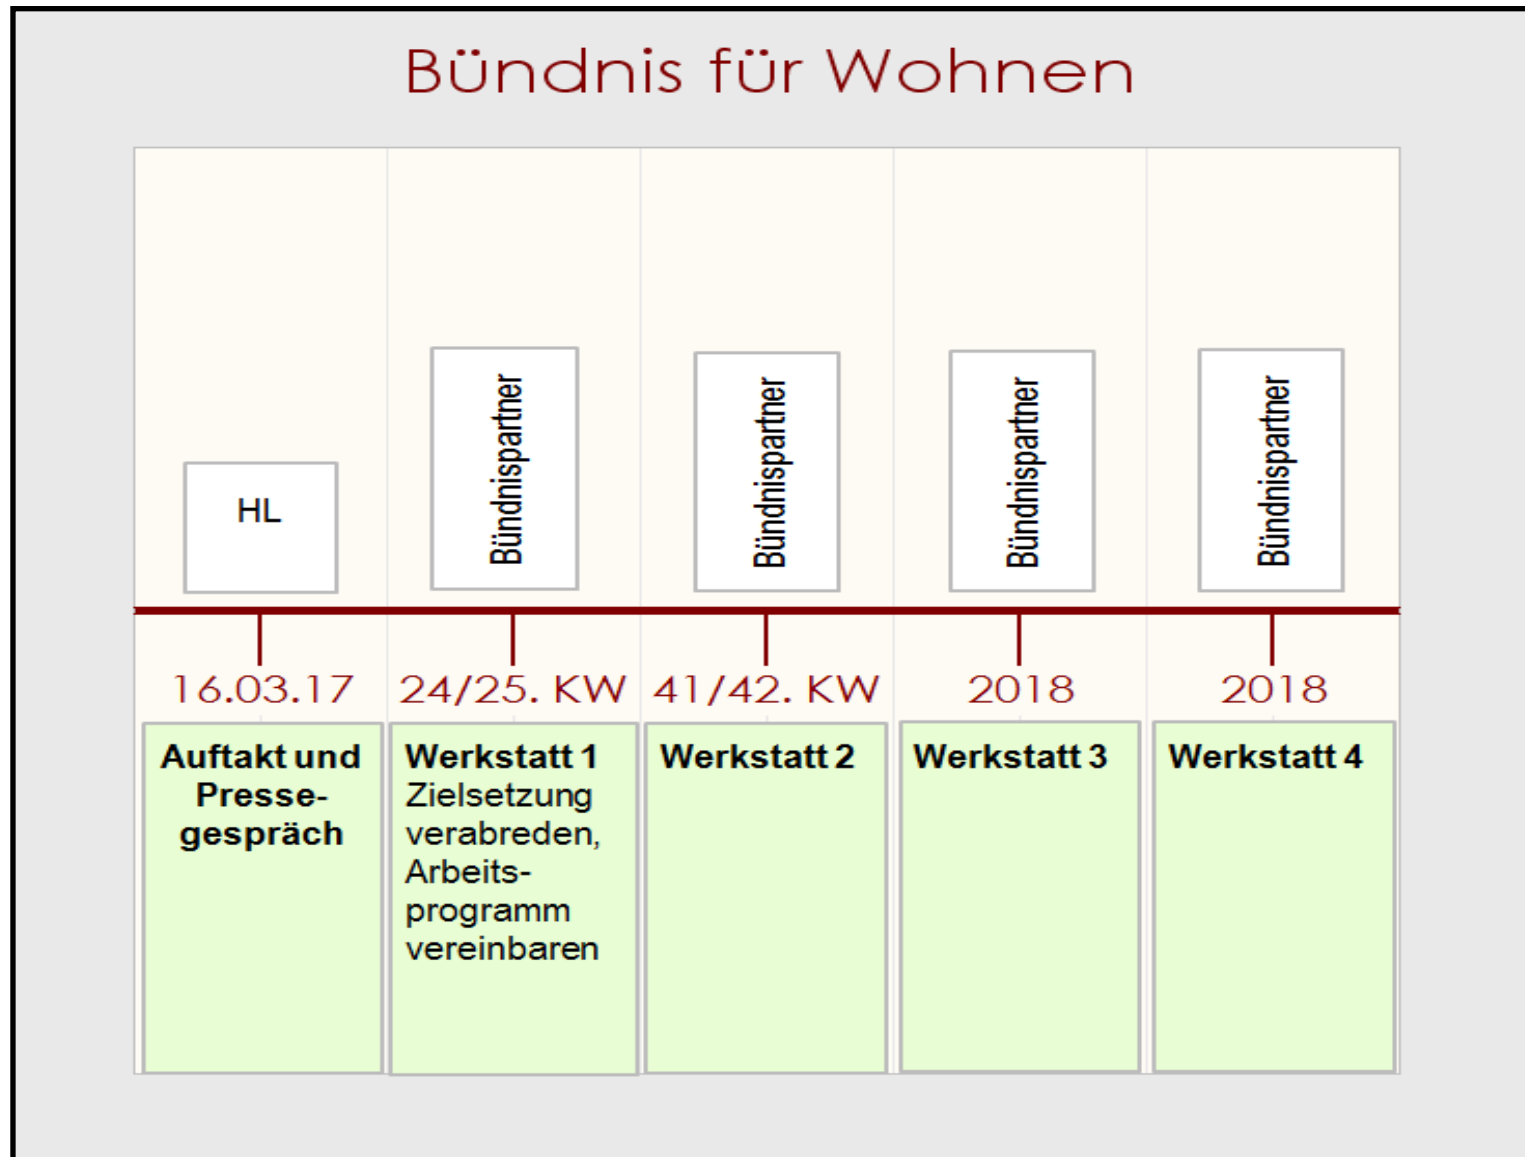 Bündnis für Wohnen
HL
Bündnispartner
Bündnispartner
Bündnispartner
Bündnispartner
16.03.17
24/25. KW
41/42. KW
2018
2018
Auftakt und
Presse-
gespräch
Werkstatt 1
Zielsetzung
verabreden,
Arbeits-
programm
vereinbaren
Werkstatt 2
Werkstatt 3
Werkstatt 4